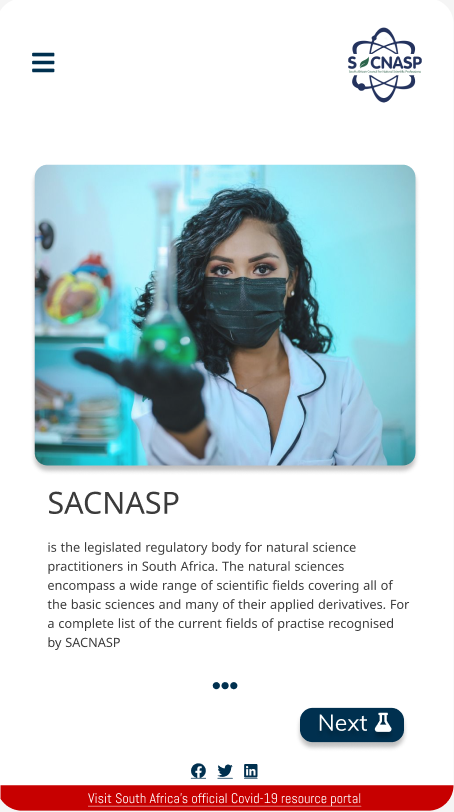 SACNASP
South African Council for Natural Scientific Professions
SACNASP
is the legislated regulatory body for natural science
practitioners in South Africa. The natural sciences
encompass a wide range of scientific fields covering all of
the basic sciences and many of their applied derivatives. For
a complete list of the current fields of practise recognised
by SACNASP
Next
Visit South Africa's official Covid-19 resource portal